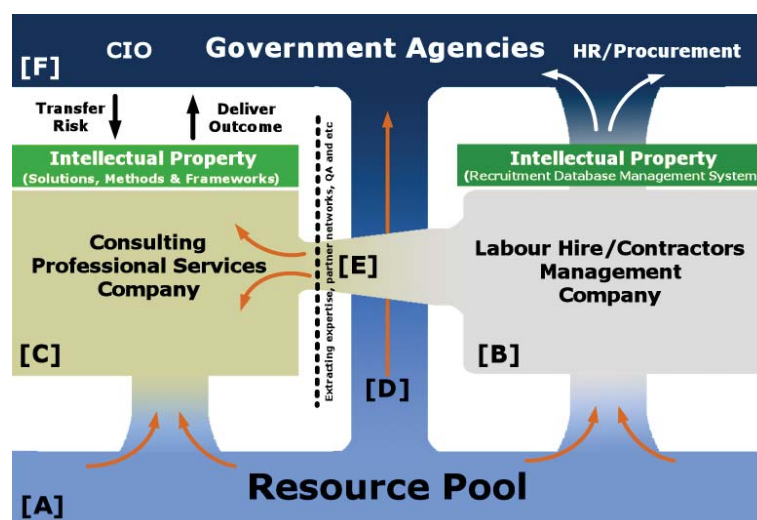 CIO
Government Agencies
HR/Procurement
[F]
Transfer
Risk
Deliver
Outcome
Intellectual Property
(Solutions, Methods & Frameworks)
Intellectual Property
(Recruitment Database Management System
Extracting expertise, partner networks, QA and etc
Consulting
Professional Services
Company
[E]
Labour Hire/Contractors
Management
Company
[C]
[D]
[B]
Resource Pool
[A]